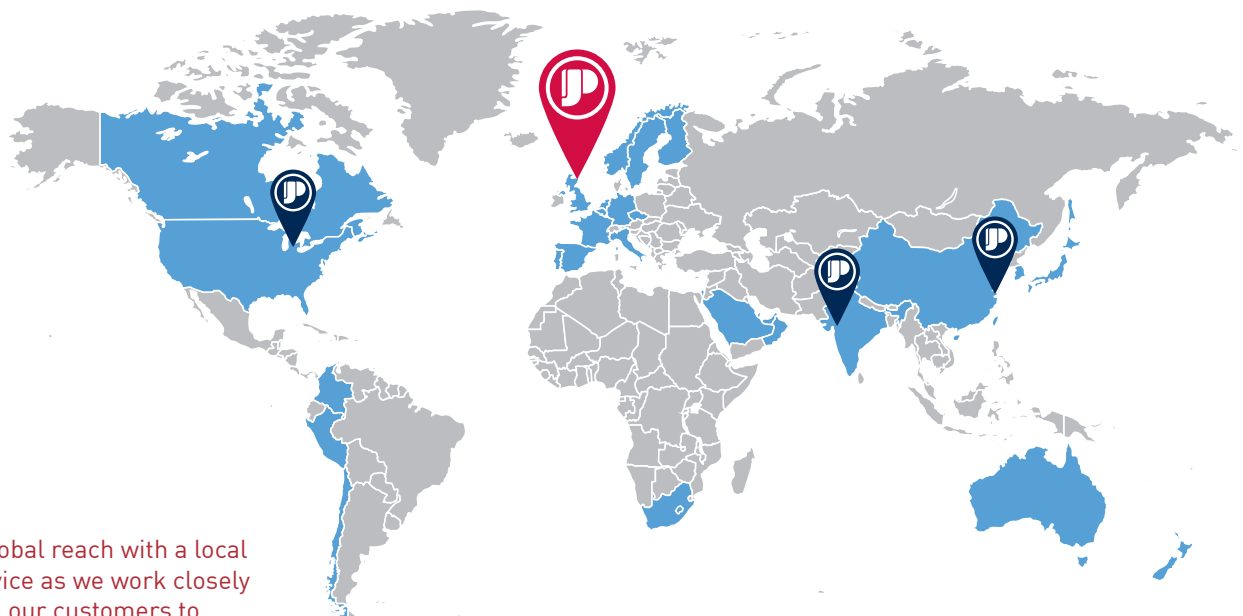 obal reach with a local
vice as we work closely
our customers to